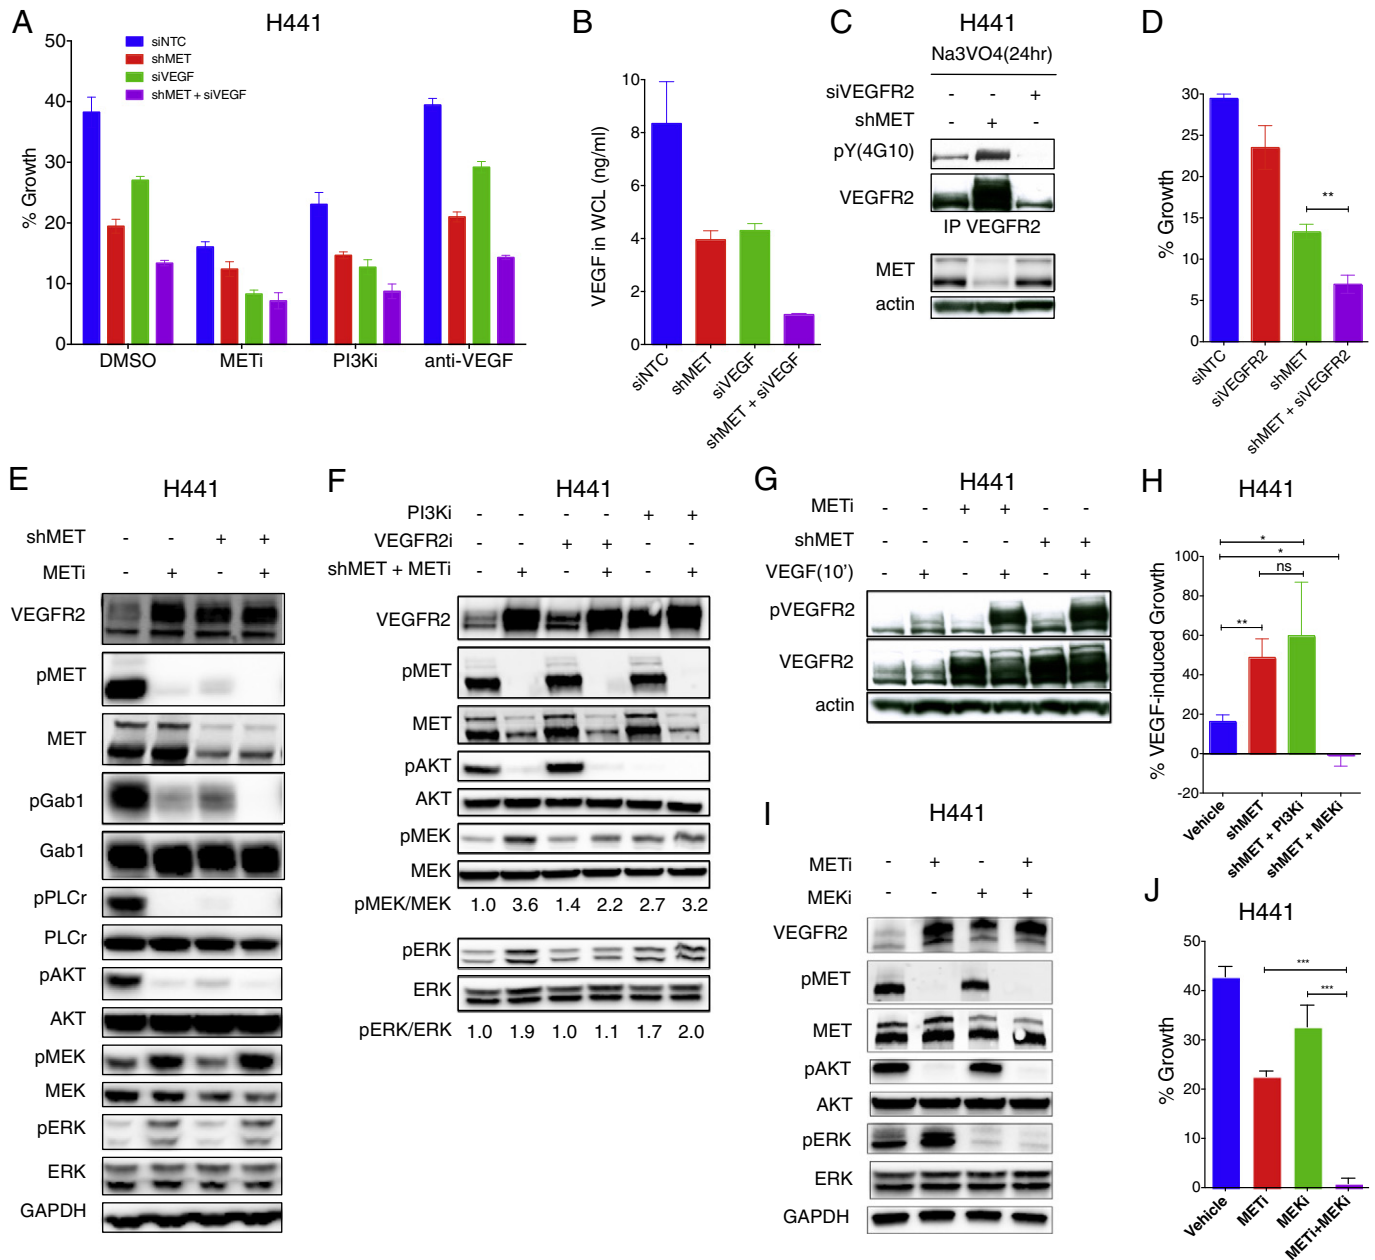 A
H441
siNTC
shMET
siVEGF
shMET + siVEGF
% Growth
50
40
30
20
10
0
DMSO METi PI3Ki anti-VEGF
B
VEGF in WCL (ng/ml)
10
8
6
4
2
0
siNTC
shMET
siVEGF
shMET + siVEGF
C
H441
Na3VO4(24hr)
siVEGFR2 - - +
shMET - + -
pY(4G10)
VEGFR2
IP VEGFR2
MET
actin
D
% Growth
30
25
20
15
10
5
0
**
siNTC
siVEGFR2
shMET
shMET + siVEGFR2
E
H441
shMET - - + +
METi - + - +
VEGFR2
pMET
MET
pGab1
Gab1
pPLCr
PLCr
pAKT
AKT
pMEK
MEK
pERK
ERK
GAPDH
F
H441
PI3Ki - - - - + +
VEGFR2i - - + + - -
shMET + METi - + - + - +
VEGFR2
pMET
MET
pAKT
AKT
pMEK
MEK
pMEK/MEK 1.0 3.6 1.4 2.2 2.7 3.2
pERK
ERK
pERK/ERK 1.0 1.9 1.0 1.1 1.7 2.0
G
H441
METi - - + + - -
shMET - - - - + +
VEGF(10') - + - + - +
pVEGFR2
VEGFR2
actin
H
H441
% VEGF-induced Growth
100
80
60
40
20
0
-20
*
*
ns
**
Vehicle
shMET
shMET + PI3Ki
shMET + MEKi
I
H441
METi - + - +
MEKi - - + +
VEGFR2
pMET
MET
pAKT
AKT
pERK
ERK
GAPDH
J
H441
% Growth
50
40
30
20
10
0
***
***
Vehicle
METi
MEKi
METi+MEKi